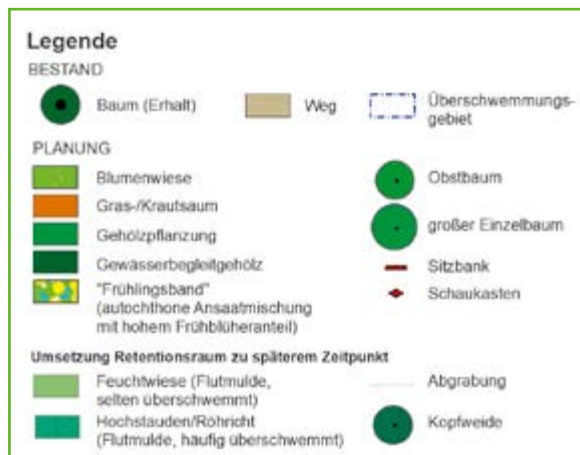 Legende
BESTAND
Baum (Erhalt)
Weg
Überschwemmungs-
gebiet
PLANUNG
Blumenwiese
Gras-/Krautsaum
Gehölzpflanzung
Gewässerbegleitgehölz
"Frühlingsband"
(autochthone Ansaatmischung
mit hohem Frühblüheranteil)
Obstbaum
großer Einzelbaum
Sitzbank
Schaukasten
Umsetzung Retentionsraum zu späterem Zeitpunkt
Feuchtwiese (Flutmulde,
selten überschwemmt)
Hochstauden/Röhricht
(Flutmulde, häufig überschwemmt)
Abgrabung
Kopfweide